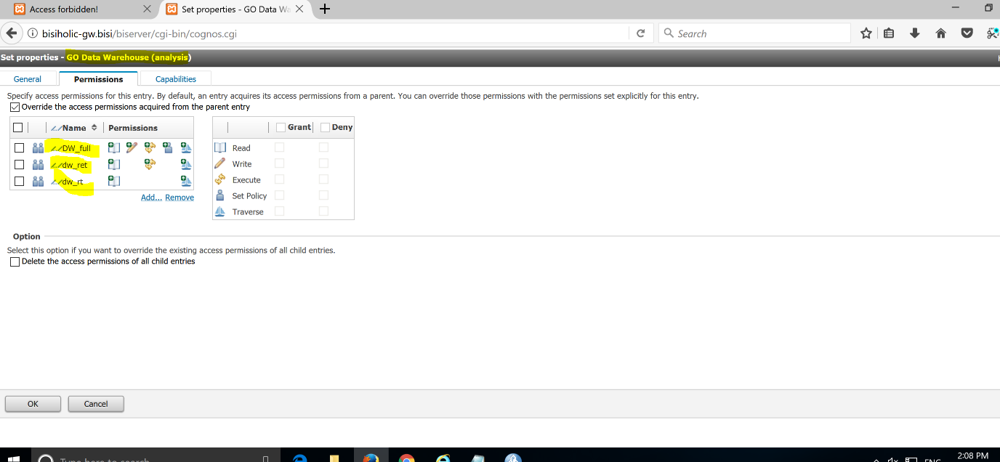 Access forbidden!
Set properties - GO Data Wa
bisiholic-gw.bisi/biserver/cgi-bin/cognos.cgi
Search
Set properties - GO Data Warehouse (analysis)
General Permissions Capabilities
Specify access permissions for this entry. By default, an entry acquires its access permissions from a parent. You can override those permissions with the permissions set explicitly for this entry.
Override the access permissions acquired from the parent entry
Name Permissions
DW_full
dw_ret
dw_rt
Add... Remove
Grant Deny
Read
Write
Execute
Set Policy
Traverse
Option
Select this option if you want to override the existing access permissions of all child entries.
Delete the access permissions of all child entries
OK Cancel
Type here to search
ENG
2:08 PM